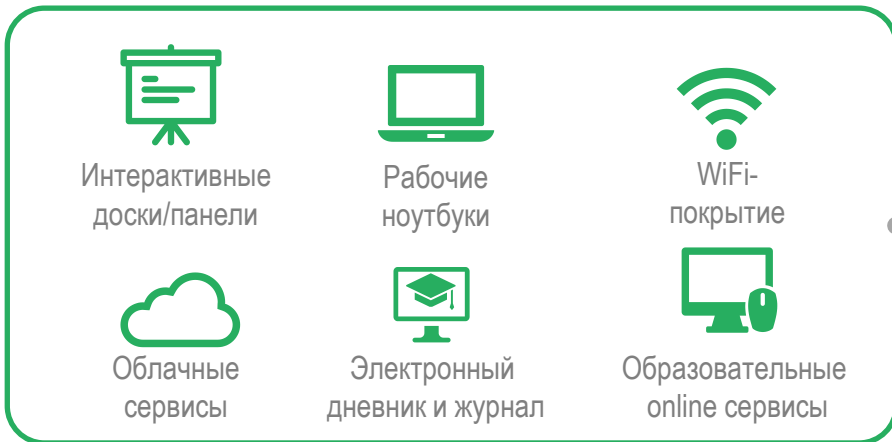 Интерактивные
доски/панели
Рабочие
ноутбуки
WiFi-
покрытие
Облачные
сервисы
Электронный
дневник и журнал
Образовательные
online сервисы